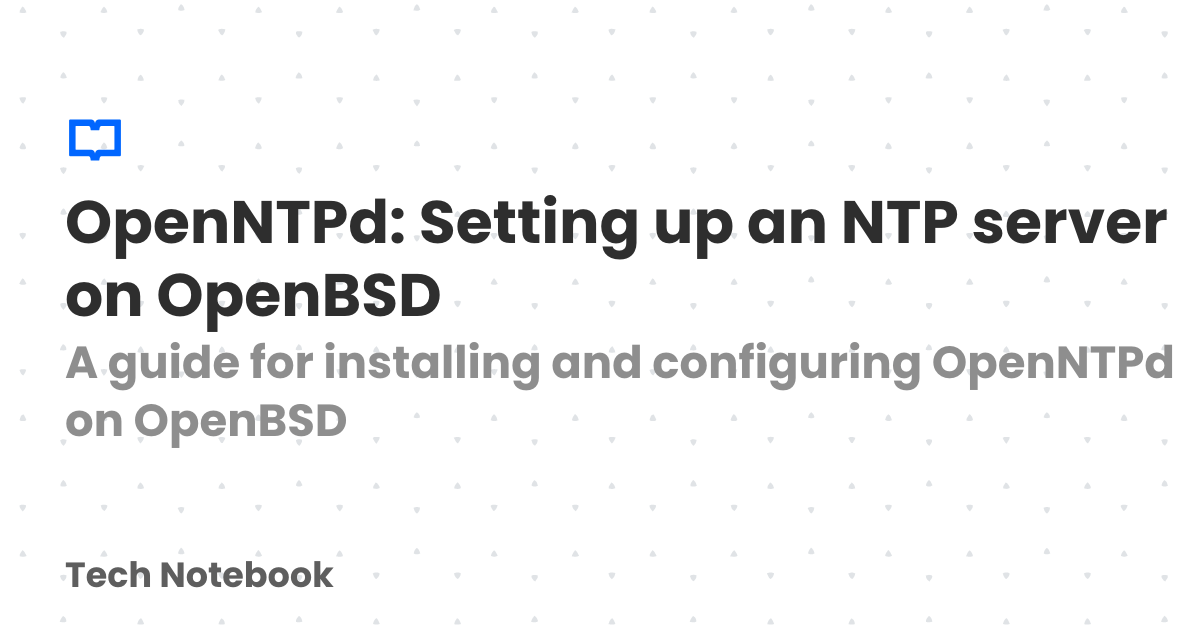 OpenNTPd: Setting up an NTP server
on OpenBSD
A guide for installing and configuring OpenNTPd
on OpenBSD
Tech Notebook